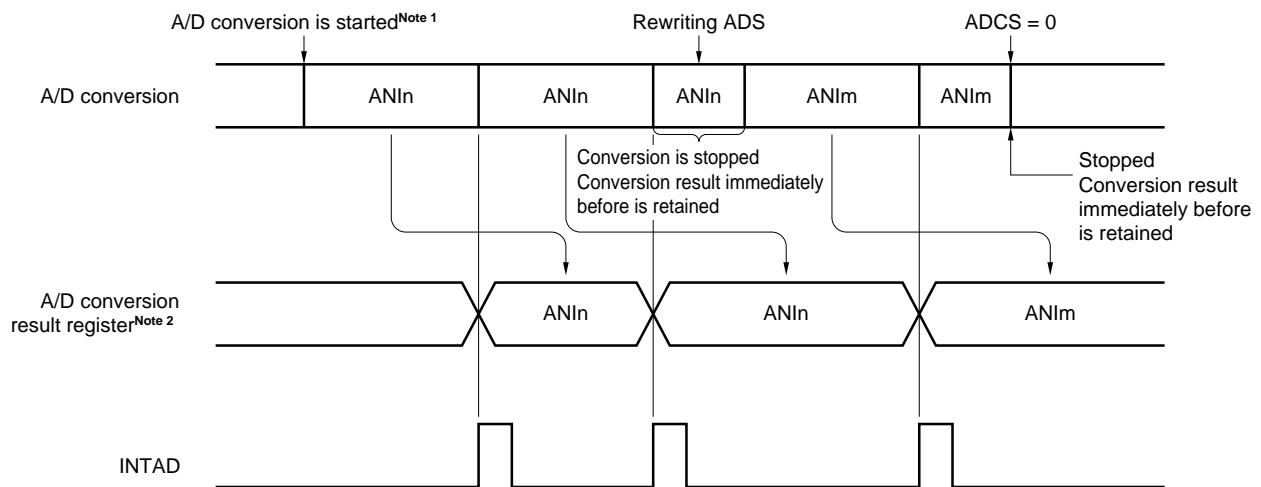 A/D conversion is started Note 1
Rewriting ADS
ADCS = 0
A/D conversion
ANIn
ANIn
ANIn
ANIm
ANIm
Conversion is stopped
Conversion result immediately
before is retained
Stopped
Conversion result
immediately before
is retained
A/D conversion
result register Note 2
ANIn
ANIn
ANIm
INTAD